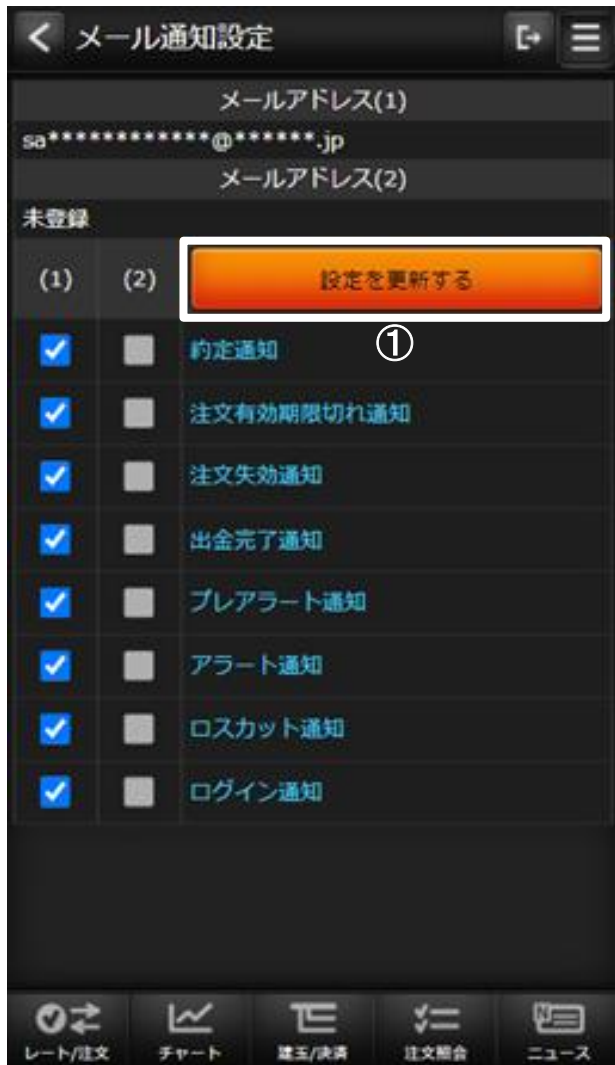 メール通知設定
メールアドレス(1)
sa*************@******.jp
メールアドレス(2)
未登録
(1) (2) 設定を更新する
①
約定通知
注文有効期限切れ通知
注文失効通知
出金完了通知
プレアラート通知
アラート通知
ロスカット通知
ログイン通知
レート/注文 チャート 建玉/決済 注文照会 ニュース